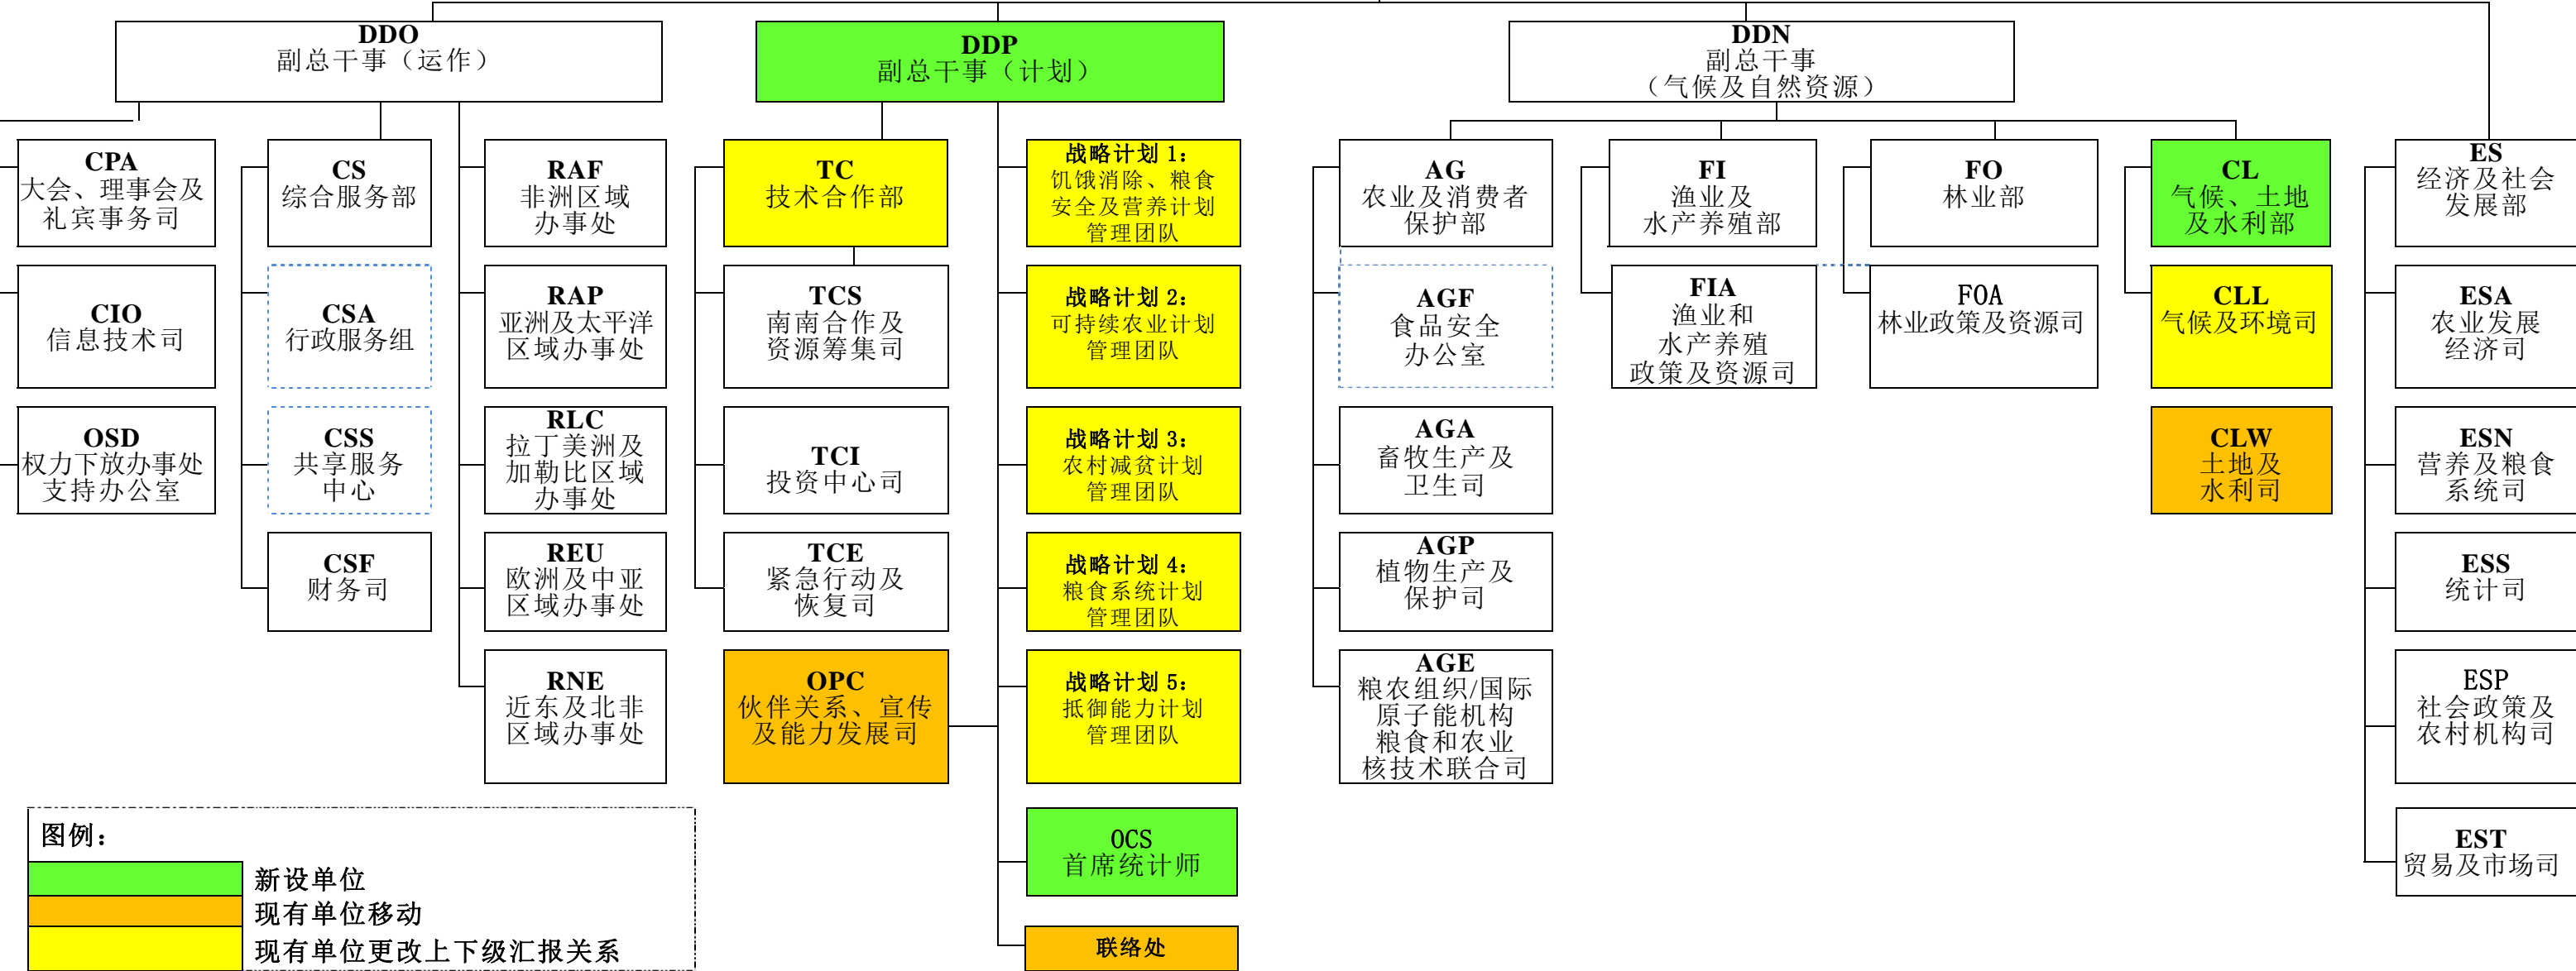 DDO
副总干事（运作）
DDP
副总干事（计划）
DDN
副总干事
（气候及自然资源）
CPA
大会、理事会及
礼宾事务司
CIO
信息技术司
OSD
权力下放办事处
支持办公室
CS
综合服务部
CSA
行政服务组
CSS
共享服务
中心
CSF
财务司
RAF
非洲区域
办事处
RAP
亚洲及太平洋
区域办事处
RLC
拉丁美洲及
加勒比区域
办事处
REU
欧洲及中亚
区域办事处
RNE
近东及北非
区域办事处
TC
技术合作部
TCS
南南合作及
资源筹集司
TCI
投资中心司
TCE
紧急行动及
恢复司
OPC
伙伴关系、宣传
及能力发展司
战略计划 1：
饥饿消除、粮食
安全及营养计划
管理团队
战略计划 2：
可持续农业计划
管理团队
战略计划 3：
农村减贫计划
管理团队
战略计划 4：
粮食系统计划
管理团队
战略计划 5：
抵御能力计划
管理团队
OCS
首席统计师
联络处
AG
农业及消费者
保护部
AGF
食品安全
办公室
AGA
畜牧生产及
卫生司
AGP
植物生产及
保护司
AGE
粮农组织/国际
原子能机构
粮食和农业
核技术联合司
FI
渔业及
水产养殖部
FIA
渔业和
水产养殖
政策及资源司
FO
林业部
FOA
林业政策及资源司
CL
气候、土地
及水利部
CLL
气候及环境司
CLW
土地及
水利司
ES
经济及社会
发展部
ESA
农业发展
经济司
ESN
营养及粮食
系统司
ESS
统计司
ESP
社会政策及
农村机构司
EST
贸易及市场司
图例：
新设单位
现有单位移动
现有单位更改上下级汇报关系